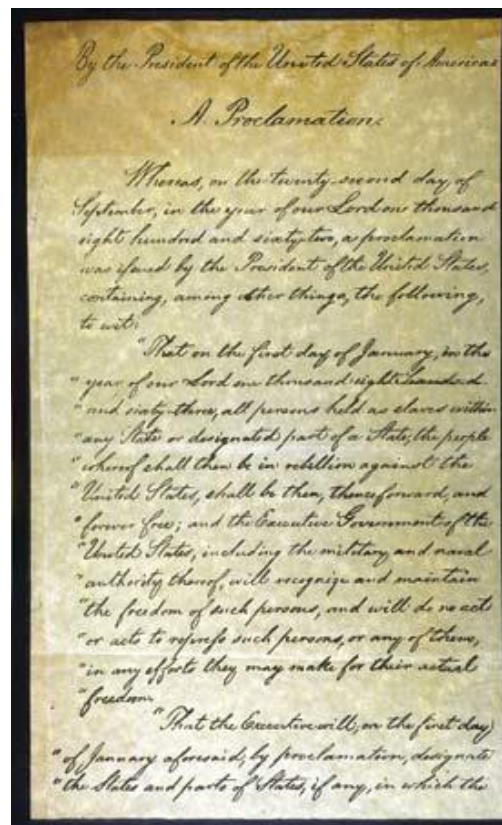 By the President of the United States of America:
A Proclamation.
Whereas, on the twenty-second day of
September, in the year of our Lord one thousand
eight hundred and sixty-two, a proclamation
was issued by the President of the United States,
containing, among other things, the following,
to wit:
"That on the first day of January, in the
"year of our Lord one thousand eight hundred
"and sixty-three, all persons held as slaves within
"any State or designated part of a State, the people
"whereof shall then be in rebellion against the
"United States, shall be then, thenceforward, and
"forever free; and the Executive Government of the
"United States, including the military and naval
"authority thereof, will recognize and maintain
"the freedom of such persons, and will do no act
"or acts to repress such persons, or any of them,
"in any efforts they may make for their actual
"freedom.
"That the Executive will, on the first day
"of January aforesaid, by proclamation, designate
"the States and parts of States, if any, in which the